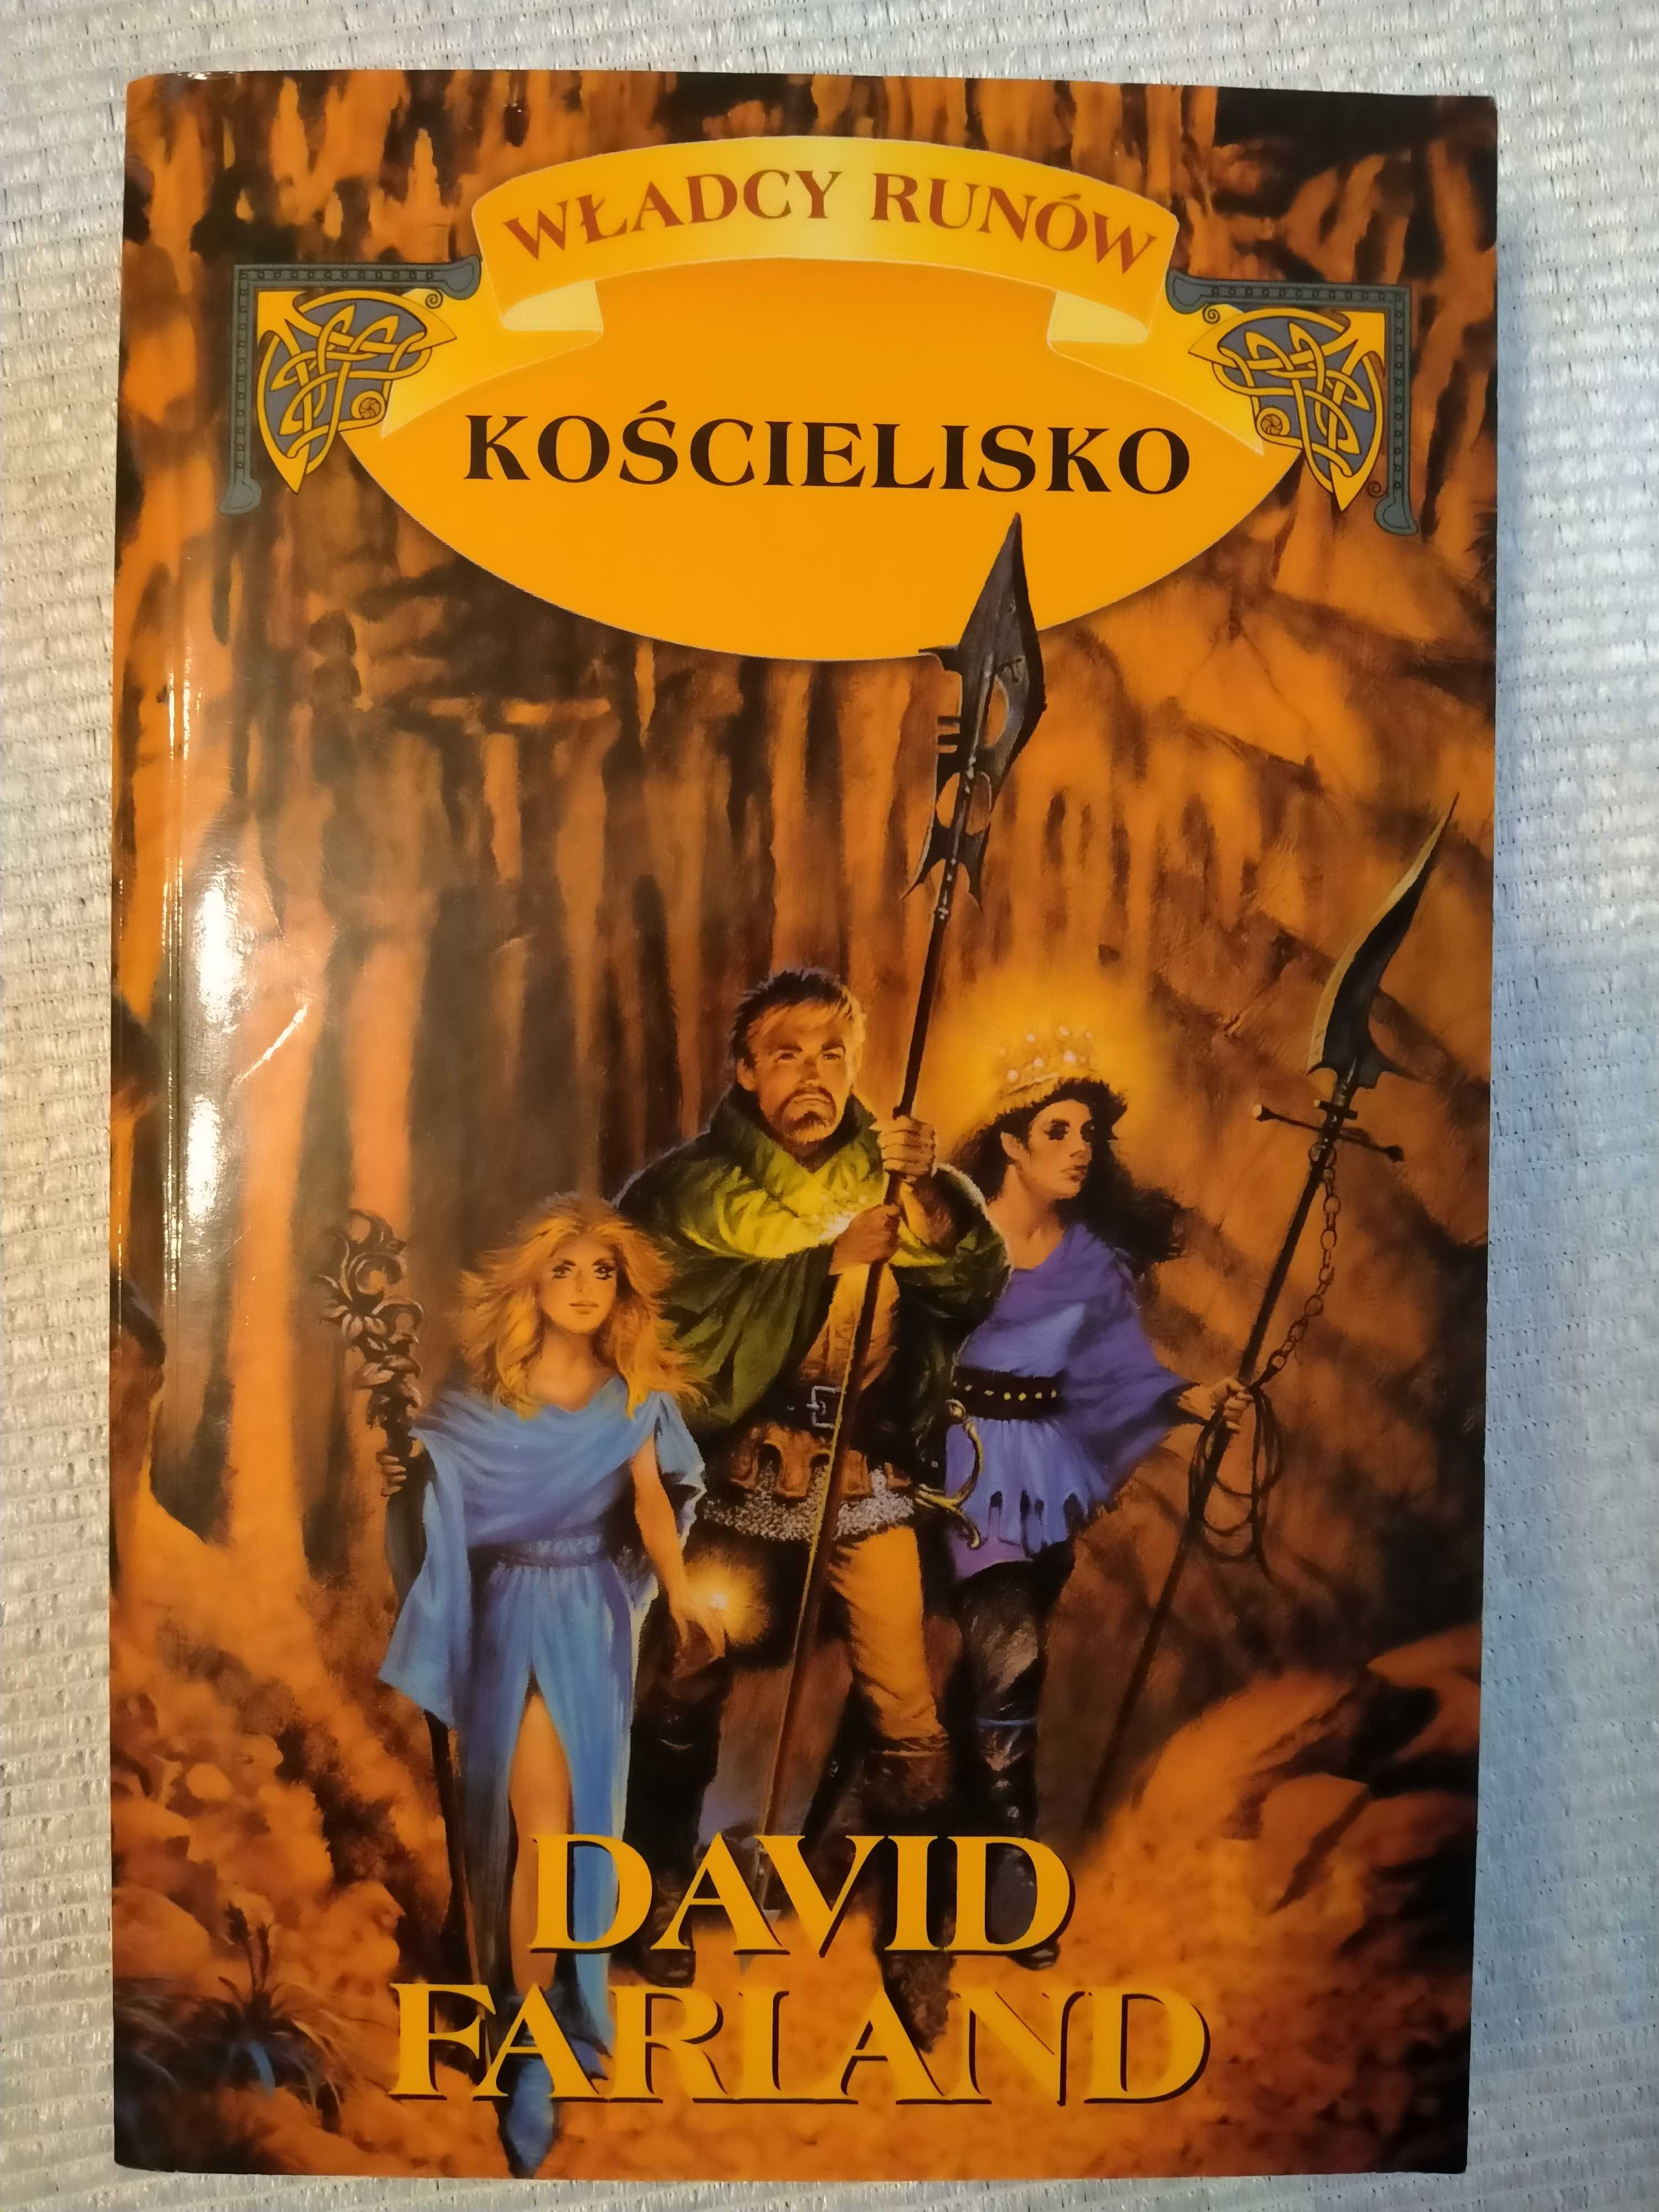 WŁADCY RUNÓW
KOŚCIELISKO
DAVID
FARLAND